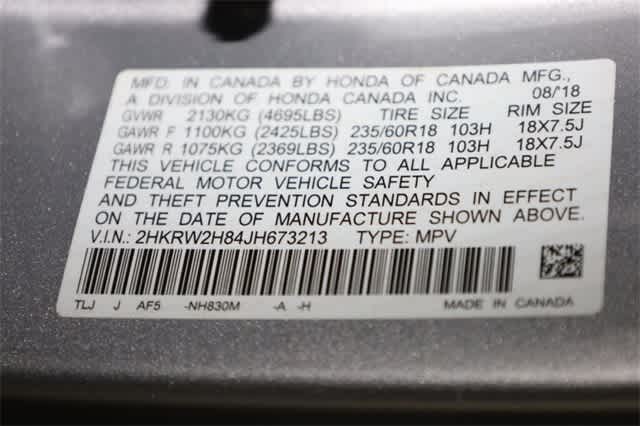 MFD. IN CANADA BY HONDA OF CANADA MFG.,
A DIVISION OF HONDA CANADA INC. 08/'18
GVWR 2130KG (4695LBS) TIRE SIZE RIM SIZE
GAWR F 1100KG (2425LBS) 235/60R18 103H 18X7.5J
GAWR R 1075KG (2369LBS) 235/60R18 103H 18X7.5J
THIS VEHICLE CONFORMS TO ALL APPLICABLE
FEDERAL MOTOR VEHICLE SAFETY
AND THEFT PREVENTION STANDARDS IN EFFECT
ON THE DATE OF MANUFACTURE SHOWN ABOVE.
V.I.N.: 2HKRW2H84JH673213 TYPE: MPV
TLJ J AF5 -NH830M -A -H MADE IN CANADA